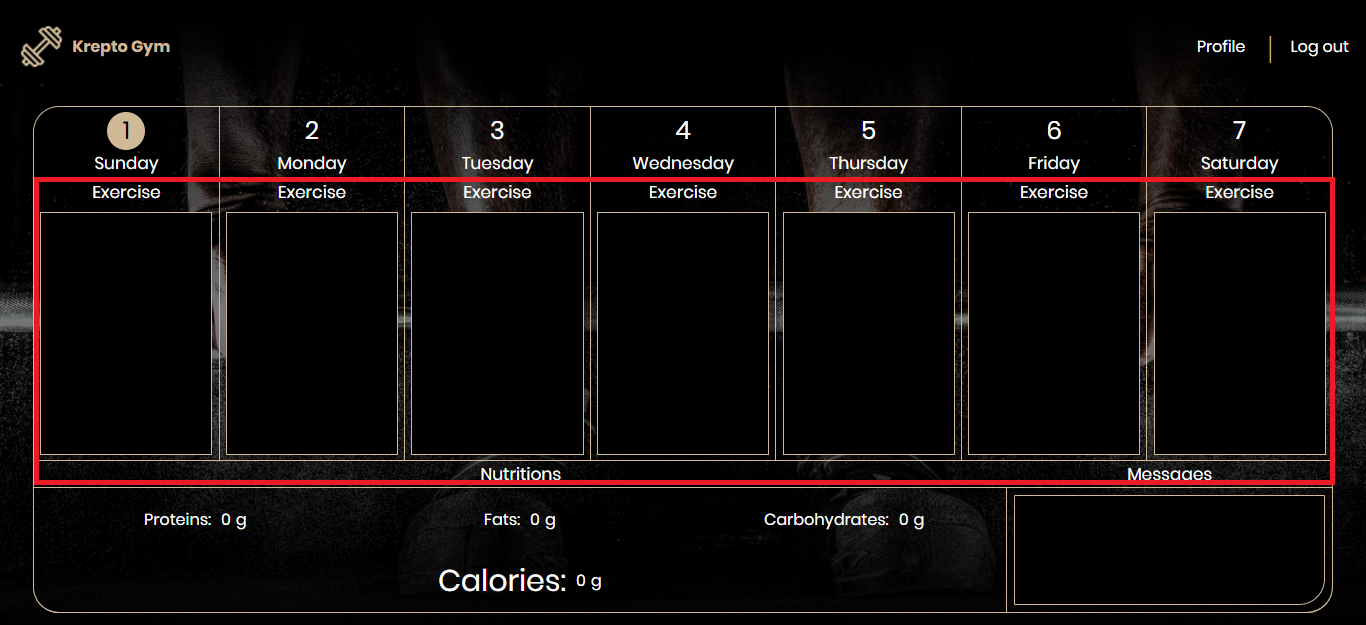 Krepto Gym
Profile
Log out
1 2 3 4 5 6 7
Sunday Monday Tuesday Wednesday Thursday Friday Saturday
Exercise Exercise Exercise Exercise Exercise Exercise Exercise
Nutritions Messages
Proteins: 0 g Fats: 0 g Carbohydrates: 0 g
Calories: 0 g